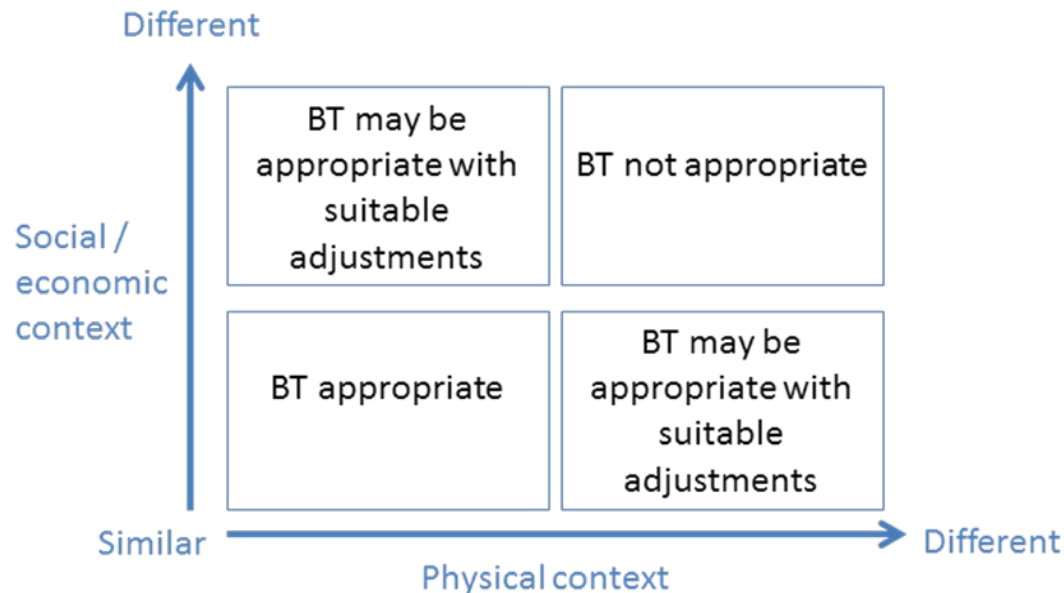 Different
BT may be
appropriate with
suitable
adjustments
BT not appropriate
Social /
economic
context
BT appropriate
BT may be
appropriate with
suitable
adjustments
Similar
Different
Physical context